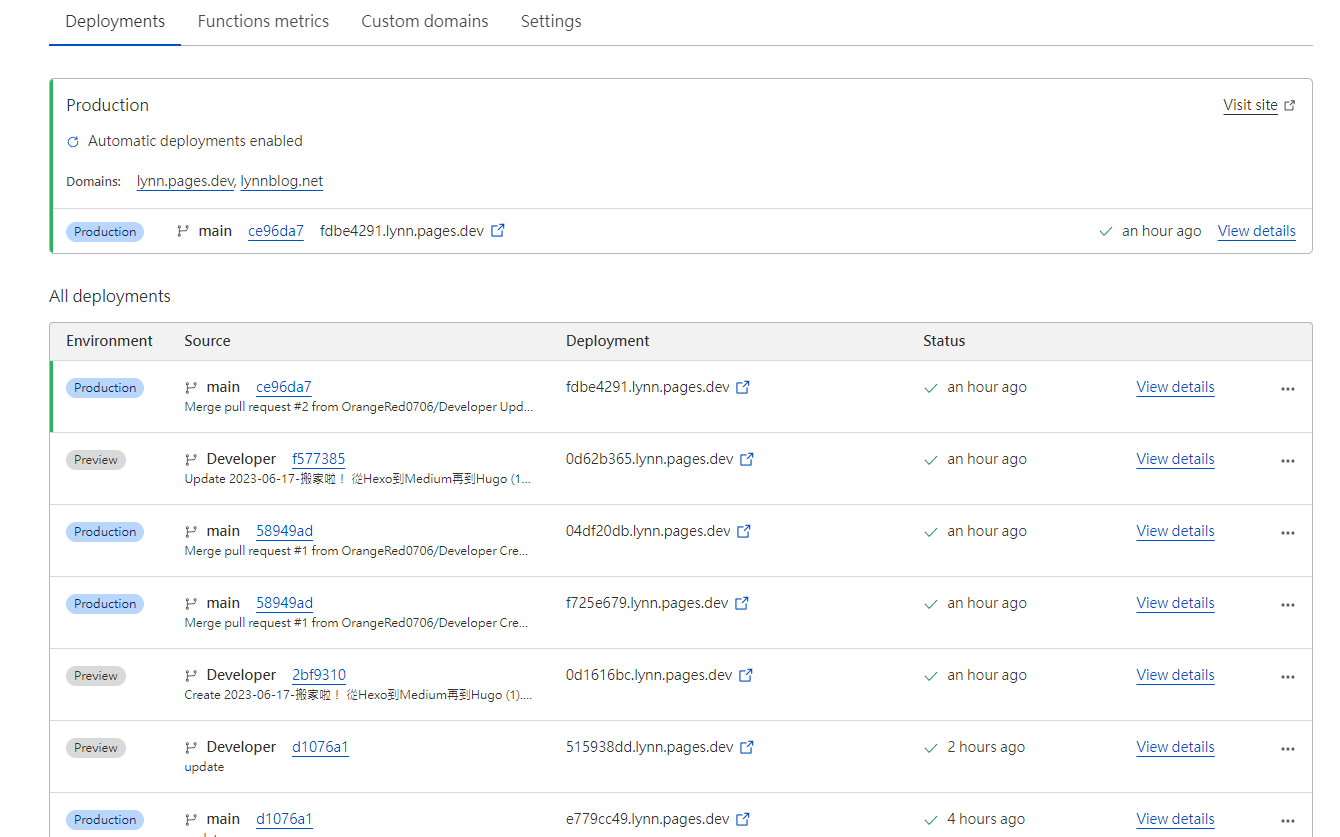 Deployments Functions metrics Custom domains Settings
Production Visit site
Automatic deployments enabled
Domains: lynn.pages.dev, lynnblog.net
Production main ce96da7 fdbe4291.lynn.pages.dev an hour ago View details
All deployments
Environment Source Deployment Status
Production main ce96da7 fdbe4291.lynn.pages.dev an hour ago View details ...
Merge pull request #2 from OrangeRed0706/Developer Upd...
Preview Developer f577385 0d62b365.lynn.pages.dev an hour ago View details ...
Update 2023-06-17-搬家啦！ 從Hexo到Medium再到Hugo (1...
Production main 58949ad 04df20db.lynn.pages.dev an hour ago View details ...
Merge pull request #1 from OrangeRed0706/Developer Cre...
Production main 58949ad f725e679.lynn.pages.dev an hour ago View details ...
Merge pull request #1 from OrangeRed0706/Developer Cre...
Preview Developer 2bf9310 0d1616bc.lynn.pages.dev an hour ago View details ...
Create 2023-06-17-搬家啦！ 從Hexo到Medium再到Hugo (1)....
Preview Developer d1076a1 515938dd.lynn.pages.dev 2 hours ago View details ...
update
Production main d1076a1 e779cc49.lynn.pages.dev 4 hours ago View details ...